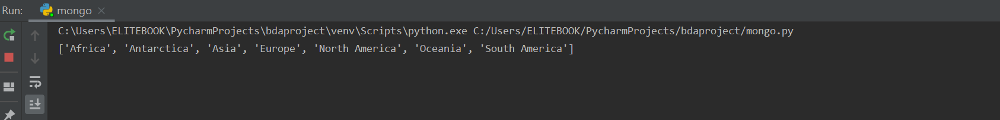 Run: mongo
C:\Users\ELITEBOOK\PycharmProjects\bdaproject\venv\Scripts\python.exe C:/Users/ELITEBOOK/PycharmProjects/bdaproject/mongo.py
['Africa', 'Antarctica', 'Asia', 'Europe', 'North America', 'Oceania', 'South America']